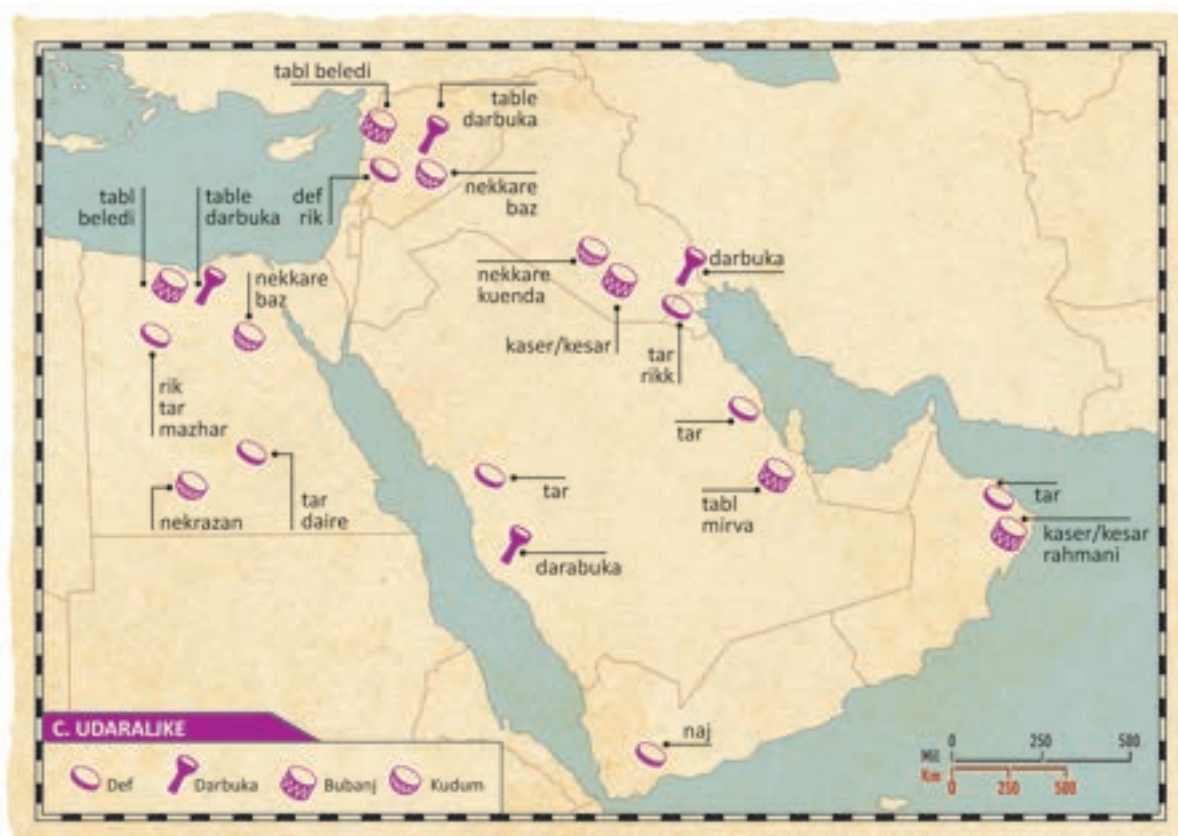 tabl beledi
table
darbuka
tabl
beledi
table
darbuka
def
rik
nekkare
baz
nekkare
baz
nekkare
kuenda
darbuka
kaser/kesar
tar
rikk
rik
tar
mazhar
tar
tar
tabl
mirva
tar
kaser/kesar
rahmani
nekrazan
tar
daire
darabuka
naj
C. UDARALJKE
Def
Darbuka
Bubanj
Kudum
0 250 500
Mil
Km
0 250 500